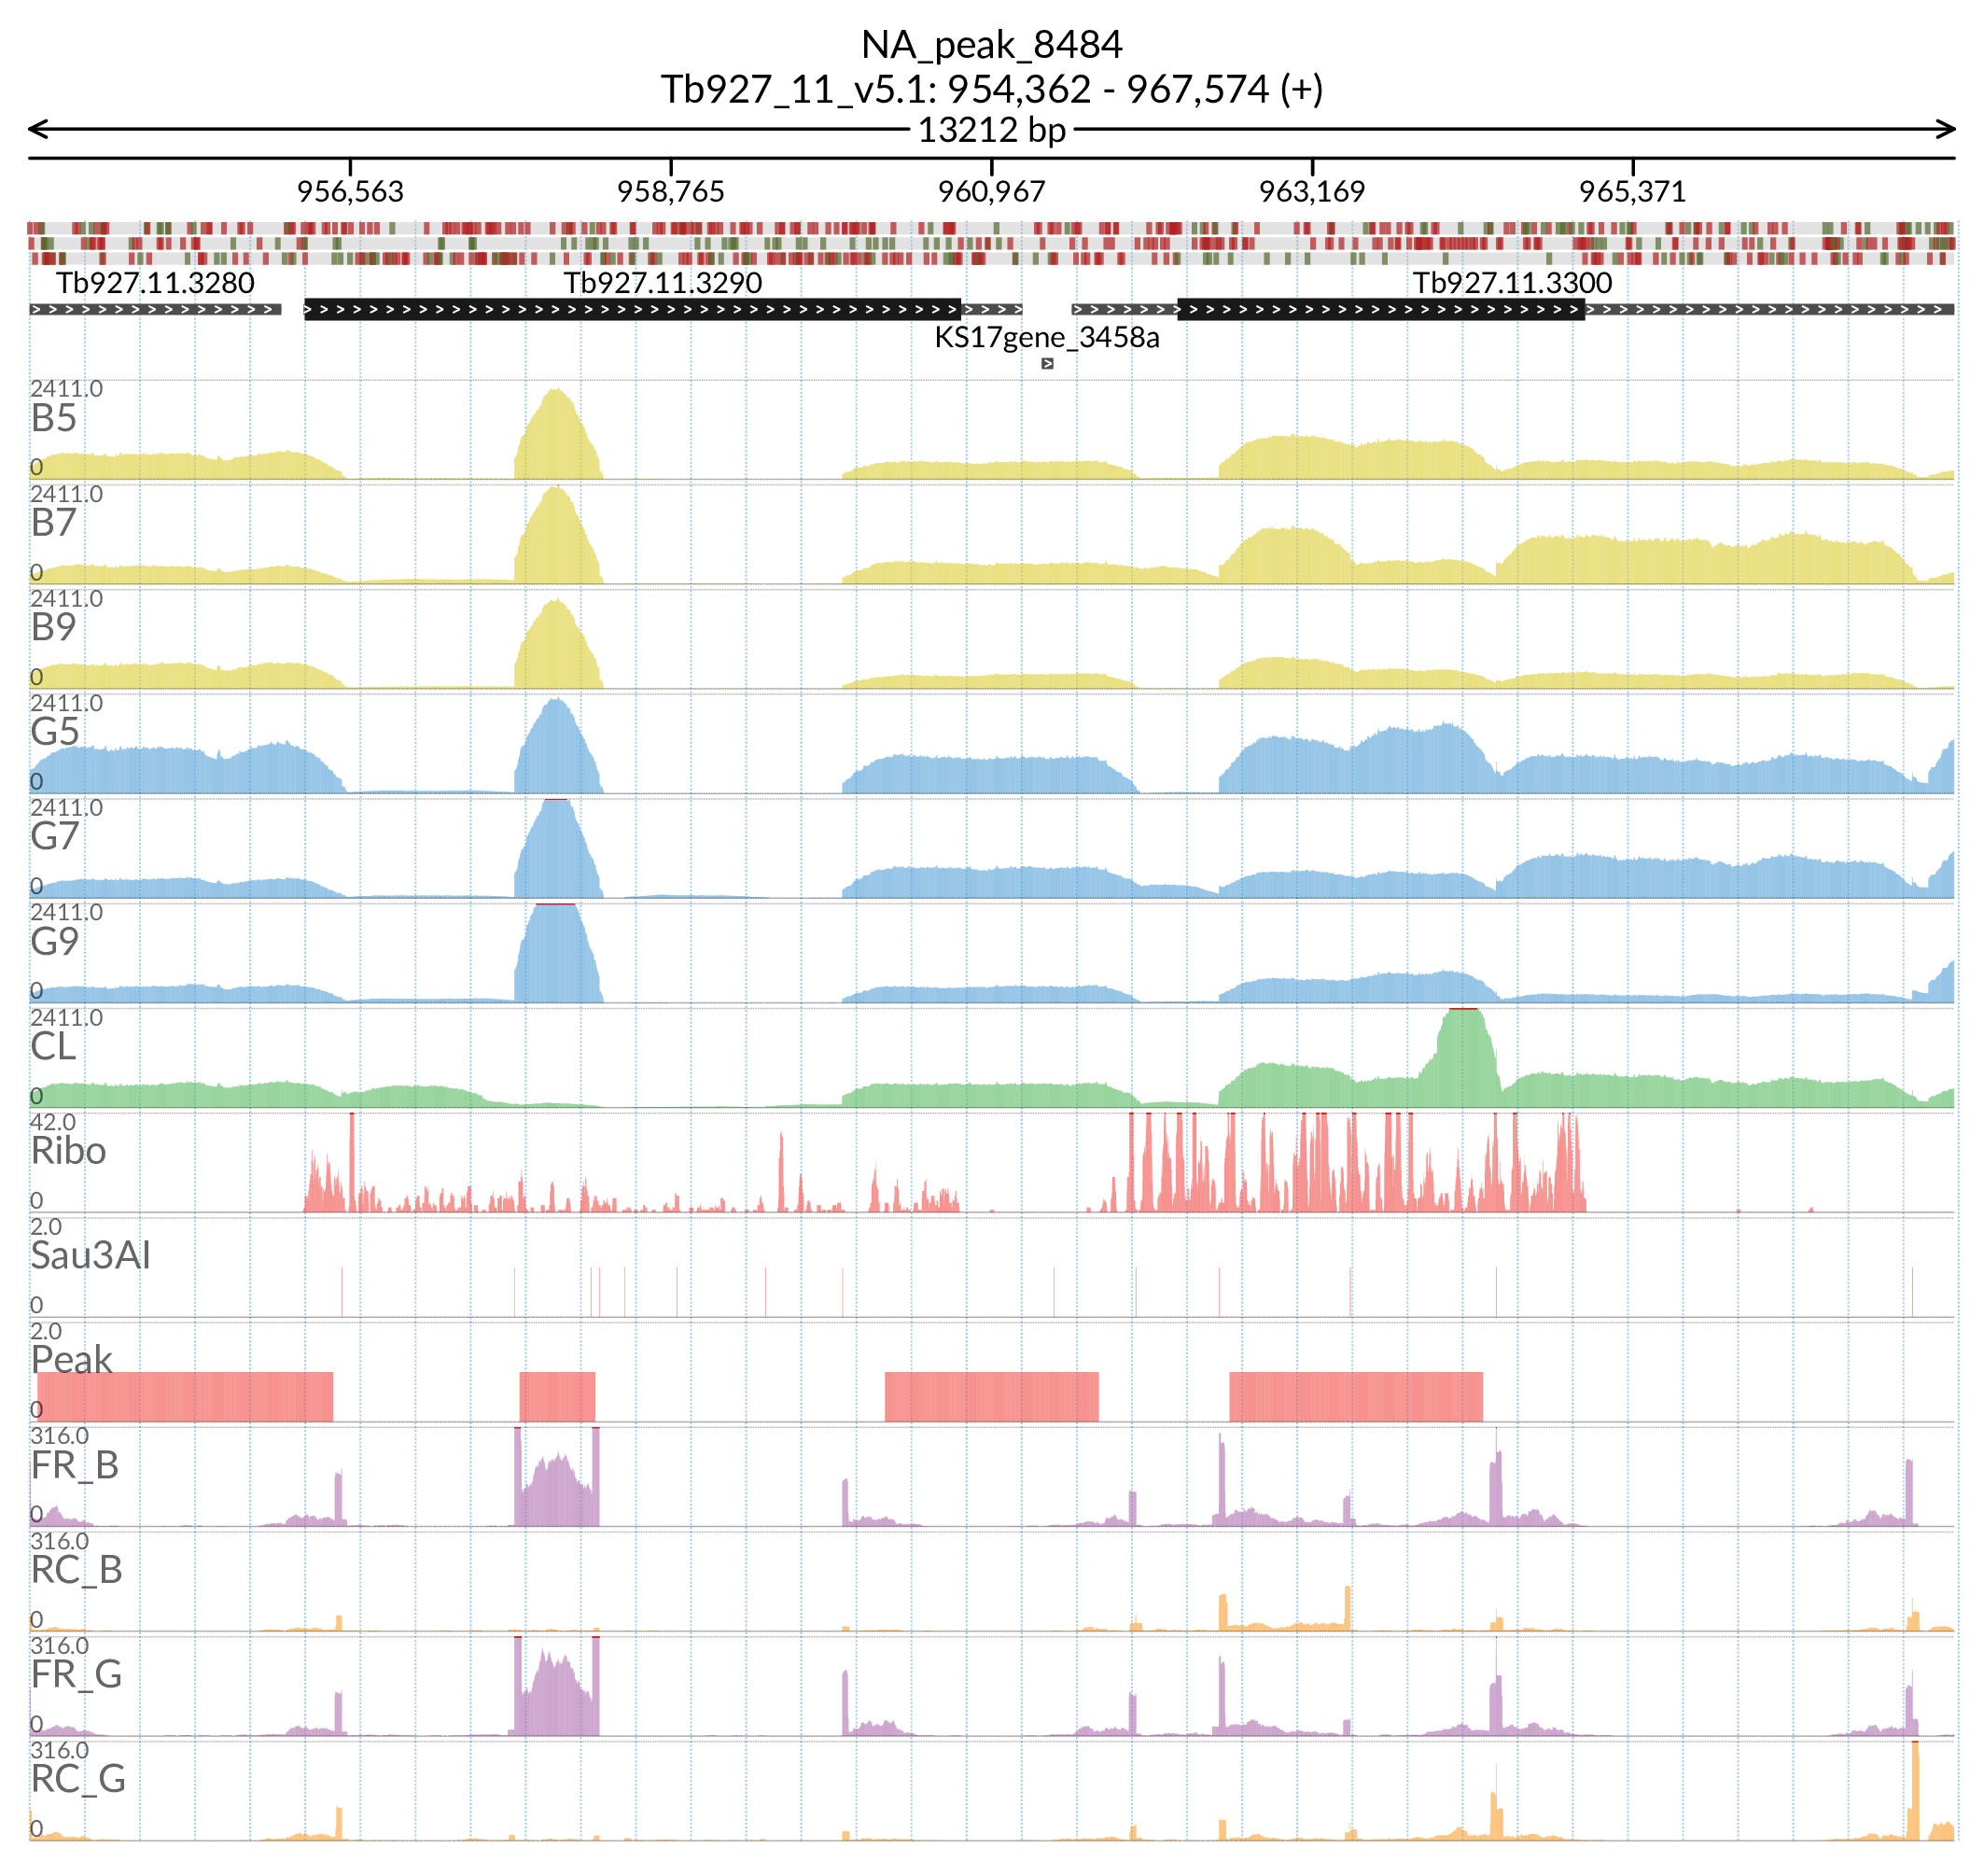 NA_peak_8484
Tb927_11_v5.1: 954,362 - 967,574 (+)
13212 bp
956,563 958,765 960,967 963,169 965,371
Tb927.11.3280 Tb927.11.3290 Tb927.11.3300
KS17gene_3458a
2411.0
B5
0
2411.0
B7
0
2411.0
B9
0
2411.0
G5
0
2411.0
G7
0
2411.0
G9
0
2411.0
CL
0
42.0
Ribo
0
2.0
Sau3AI
0
2.0
Peak
0
316.0
FR_B
0
316.0
RC_B
0
316.0
FR_G
0
316.0
RC_G
0